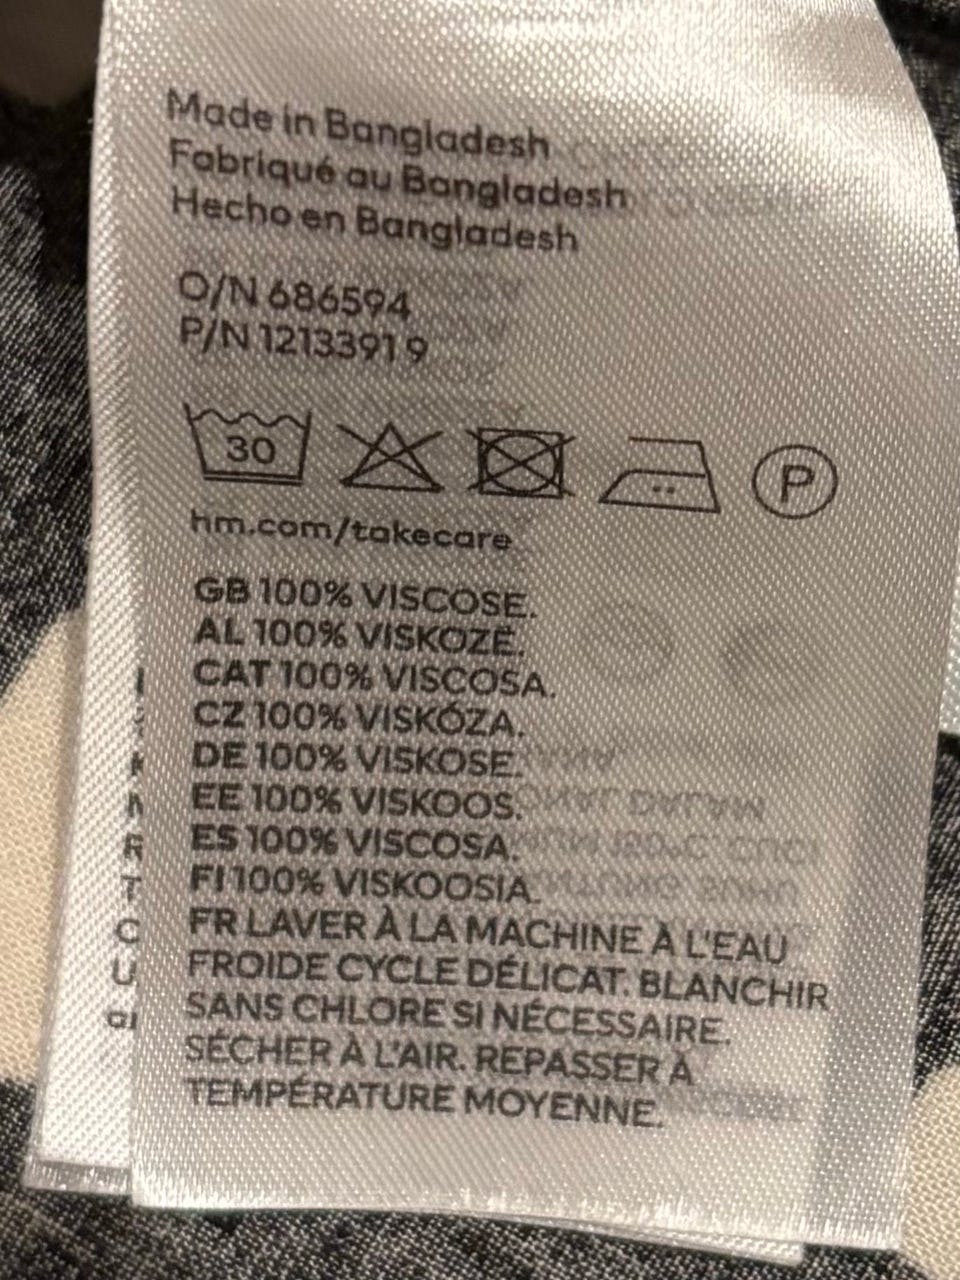 Made in Bangladesh
Fabriqué au Bangladesh
Hecho en Bangladesh
O/N 686594
P/N 1213391 9
30
P
hm.com/takecare
GB 100% VISCOSE.
AL 100% VISKOZË.
CAT 100% VISCOSA.
CZ 100% VISKÓZA.
DE 100% VISKOSE.
EE 100% VISKOOS.
ES 100% VISCOSA.
FI 100% VISKOOSIA.
FR LAVER À LA MACHINE À L'EAU
FROIDE CYCLE DÉLICAT. BLANCHIR
SANS CHLORE SI NÉCESSAIRE.
SÉCHER À L'AIR. REPASSER À
TEMPÉRATURE MOYENNE.